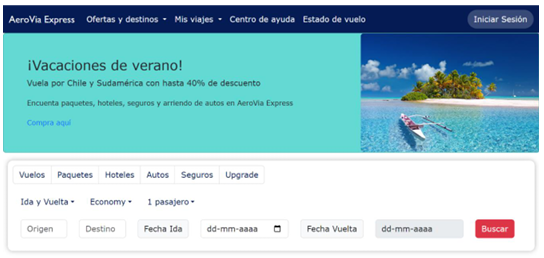 AeroVia Express Ofertas y destinos Mis viajes Centro de ayuda Estado de vuelo Iniciar Sesión
¡Vacaciones de verano!
Vuela por Chile y Sudamérica con hasta 40% de descuento
Encuenta paquetes, hoteles, seguros y arriendo de autos en AeroVia Express
Compra aquí
Vuelos Paquetes Hoteles Autos Seguros Upgrade
Ida y Vuelta Economy 1 pasajero
Origen Destino Fecha Ida dd-mm-aaaa Fecha Vuelta dd-mm-aaaa Buscar